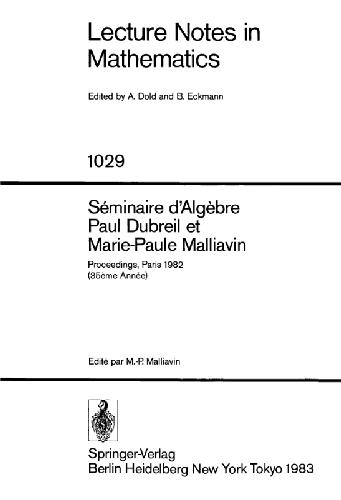 Lecture Notes in
Mathematics
Edited by A. Dold and B. Eckmann
1029
Séminaire d'Algèbre
Paul Dubreil et
Marie-Paule Malliavin
Proceedings, Paris 1982
(35ème Année)
Edité par M.-P. Malliavin
Springer-Verlag
Berlin Heidelberg New York Tokyo 1983